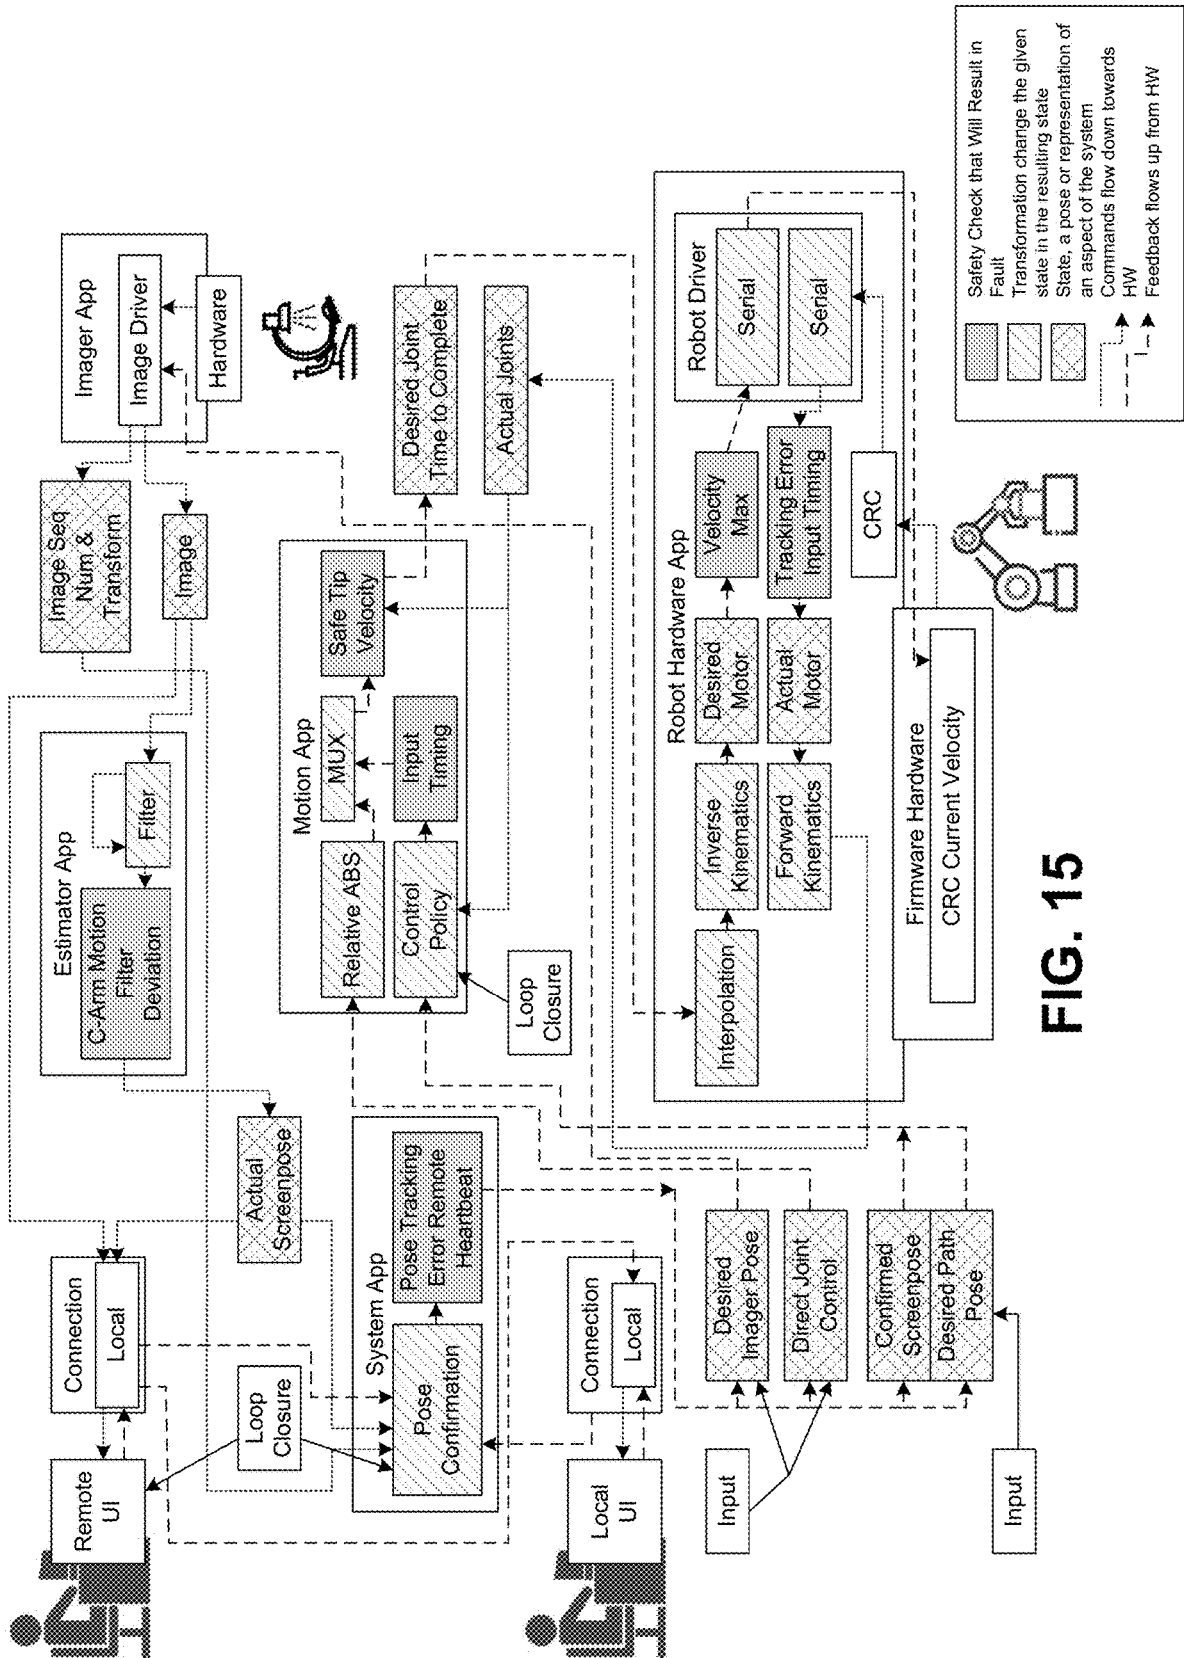 Remote
UI
Connection
Local
Loop
Closure
Actual
Screenpose
Estimator App
C-Arm Motion
Filter
Deviation
Filter
Image Seq
Num &
Transform
Image
Imager App
Image Driver
Hardware
System App
Pose
Confirmation
Pose Tracking
Error Remote
Heartbeat
Motion App
Relative ABS
MUX
Safe Tip
Velocity
Control
Policy
Input
Timing
Loop
Closure
Desired Joint
Time to Complete
Actual Joints
Local
UI
Connection
Local
Input
Desired
Imager Pose
Direct Joint
Control
Confirmed
Screenpose
Desired Path
Pose
Input
Robot Hardware App
Interpolation
Inverse
Kinematics
Desired
Motor
Velocity
Max
Forward
Kinematics
Actual
Motor
Tracking Error
Input Timing
Robot Driver
Serial
Serial
CRC
Firmware Hardware
CRC Current Velocity
FIG. 15
Safety Check that Will Result in
Fault
Transformation change the given
state in the resulting state
State, a pose or representation of
an aspect of the system
Commands flow down towards
HW
Feedback flows up from HW